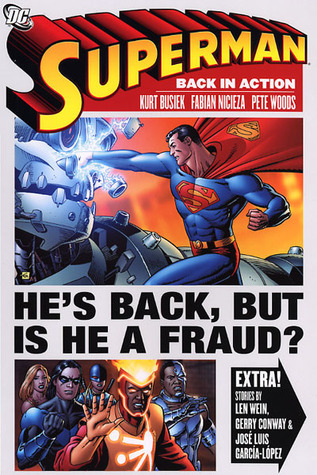 DC
SUPERMAN
BACK IN ACTION
KURT BUSIEK FABIAN NICIEZA PETE WOODS
HE'S BACK, BUT
IS HE A FRAUD?
EXTRA!
STORIES BY
LEN WEIN,
GERRY CONWAY &
JOSÉ LUIS
GARCÍA-LÓPEZ